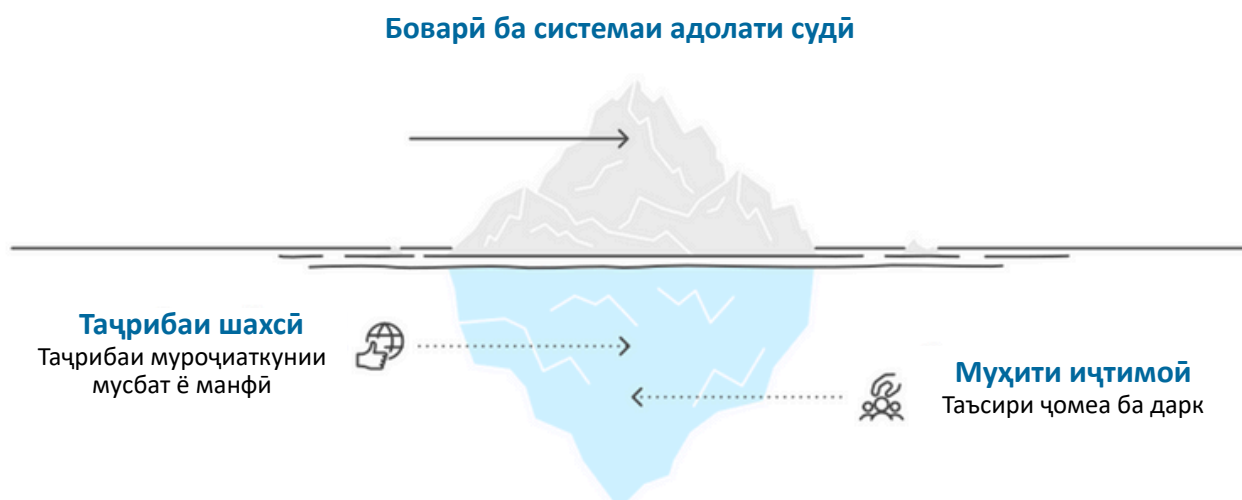 Боварӣ ба системаи адолати судӣ
Таҷрибаи шахсӣ
Таҷрибаи муроҷиаткунии
мусбат ё манфӣ
Муҳити иҷтимоӣ
Таъсири ҷомеа ба дарк